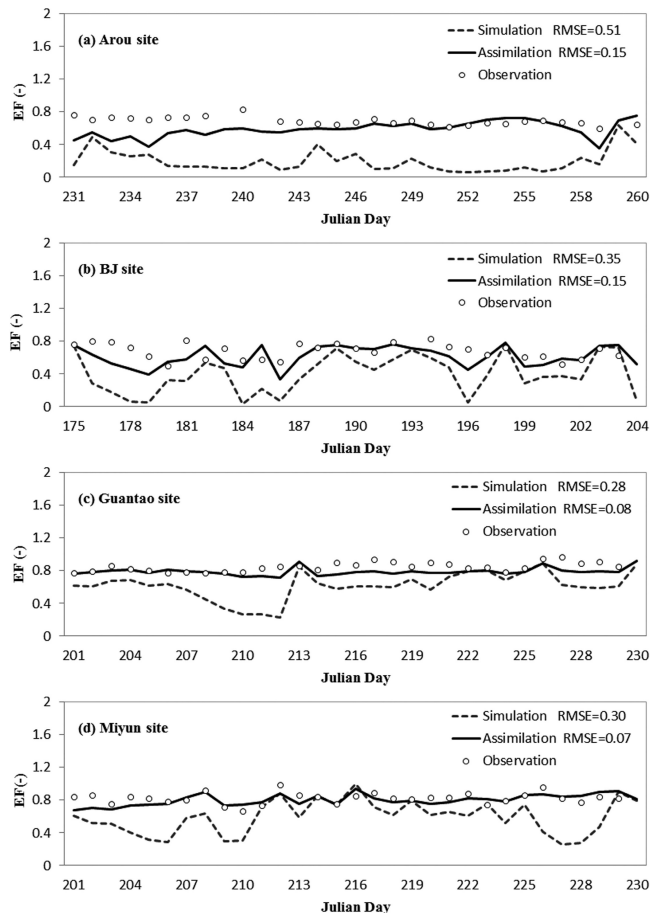 2
(a) Arou site
Simulation RMSE=0.51
1.6
Assimilation RMSE=0.15
1.2
Observation
EF (-)
0.8
0.4
0
231 234 237 240 243 246 249 252 255 257 260
Julian Day
2
(b) BJ site
Simulation RMSE=0.35
1.6
Assimilation RMSE=0.15
1.2
Observation
EF (-)
0.8
0.4
0
175 178 181 184 187 190 193 196 199 202 204
Julian Day
2
(c) Guantao site
Simulation RMSE=0.28
1.6
Assimilation RMSE=0.08
1.2
Observation
EF (-)
0.8
0.4
0
201 204 207 210 213 216 219 222 225 228 230
Julian Day
2
(d) Miyun site
Simulation RMSE=0.30
1.6
Assimilation RMSE=0.07
1.2
Observation
EF(-)
0.8
0.4
0
201 204 207 210 213 216 219 222 225 228 230
Julian Day